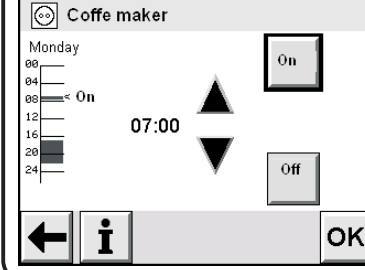 Coffe maker
Monday
00
04
08 < On
12
16
20
24
07:00
On
Off
i
OK